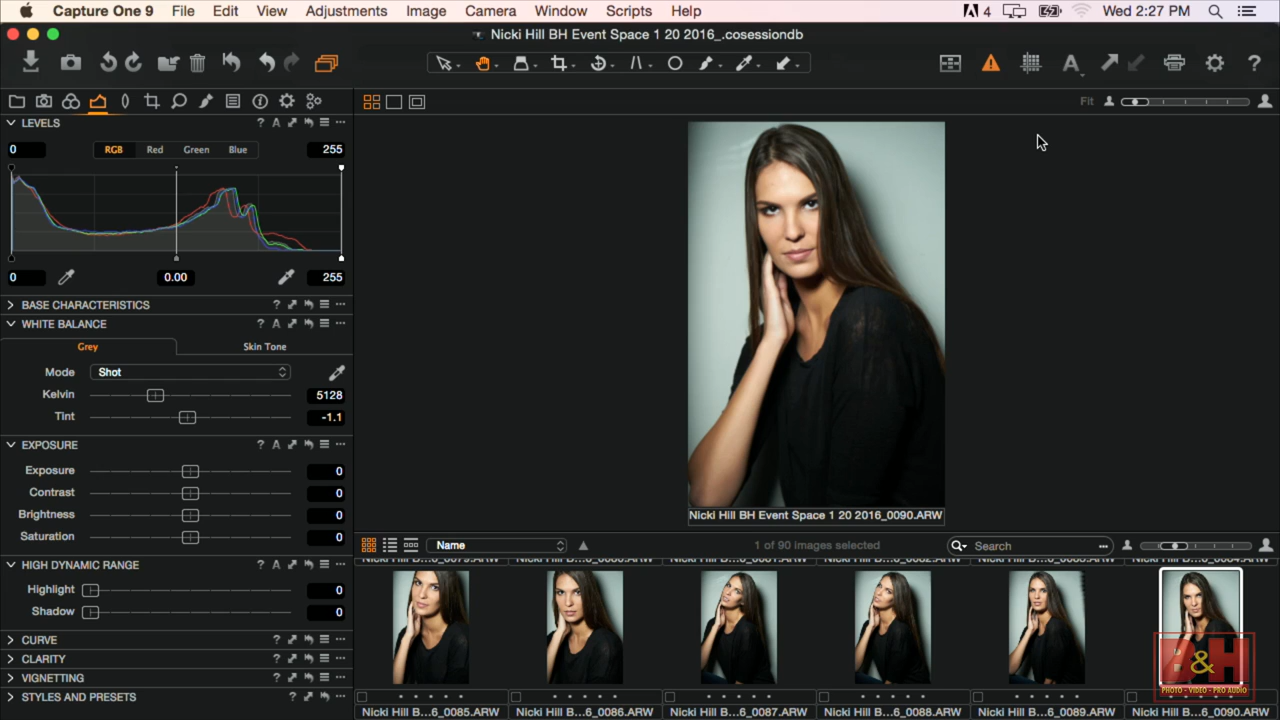 Capture One 9 File Edit View Adjustments Image Camera Window Scripts Help 4 Wed 2:27 PM
Nicki Hill BH Event Space 1 20 2016_.cosessiondb
Fit
LEVELS
0 RGB Red Green Blue 255
0 0.00 255
BASE CHARACTERISTICS
WHITE BALANCE
Grey Skin Tone
Mode Shot
Kelvin 5128
Tint -1.1
EXPOSURE
Exposure 0
Contrast 0
Brightness 0
Saturation 0
HIGH DYNAMIC RANGE
Highlight 0
Shadow 0
CURVE
CLARITY
VIGNETTING
STYLES AND PRESETS
Nicki Hill BH Event Space 1 20 2016_0090.ARW
Name 1 of 90 images selected Search
Nicki Hill B...6_0085.ARW Nicki Hill B...6_0086.ARW Nicki Hill B...6_0087.ARW Nicki Hill B...6_0088.ARW Nicki Hill B...6_0089.ARW Nicki Hill B...6_0090.ARW
B&H
PHOTO - VIDEO - PRO AUDIO